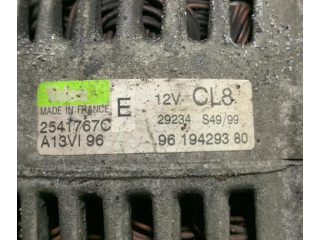 MADE IN FRANCE E 12V CL8
2541767C 29234 S49/99
A13VI 96 96 194293 80